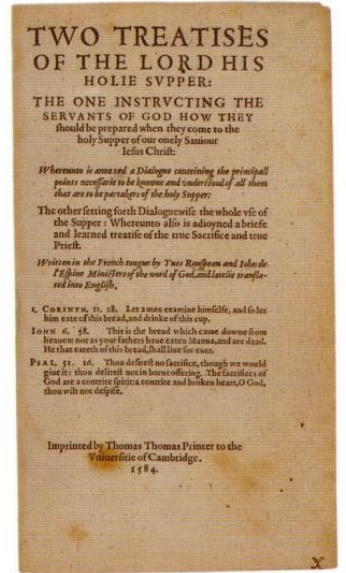 TWO TREATISES
OF THE LORD HIS
HOLIE SVPPER:
THE ONE INSTRVCTING THE
SERVANTS OF GOD HOW THEY
ſhould be prepared when they come to the
holy Supper of our onely Sauiour
Ieſus Chriſt:
Whereunto is annexed a Dialogue conteining the principall
points neceſſarie to be knowne and vnderſtood of all them
that are to be partakers of the holy Supper:
The other ſetting forth Dialoguewiſe the whole vſe of
the Supper: Whereunto alſo is adioyned a briefe
and learned treatiſe of the true Sacrifice and true
Prieſt.
Written in the French tongue by Yues Rouſpeau and Iohn de
l'Eſpine Miniſters of the word of God, and latelie tranſla-
ted into Engliſh.
I. CORINTH. 11. 28. Let a man examine himſelfe, and ſo let
him eate of this bread, and drinke of this cup.
IOHN 6. 58. This is the bread which came downe from
heauen: not as your fathers haue eaten Manna, and are dead.
He that eateth of this bread, ſhall liue for euer.
PSAL. 51. 16. Thou deſireſt no ſacrifice, though we would
giue it: thou deliteſt not in burnt offering. The ſacrifices of
God are a contrite ſpirit: a contrite and broken heart, O God,
thou wilt not deſpiſe.
Imprinted by Thomas Thomas Printer to the
Vniuerſitie of Cambridge.
1584.
X